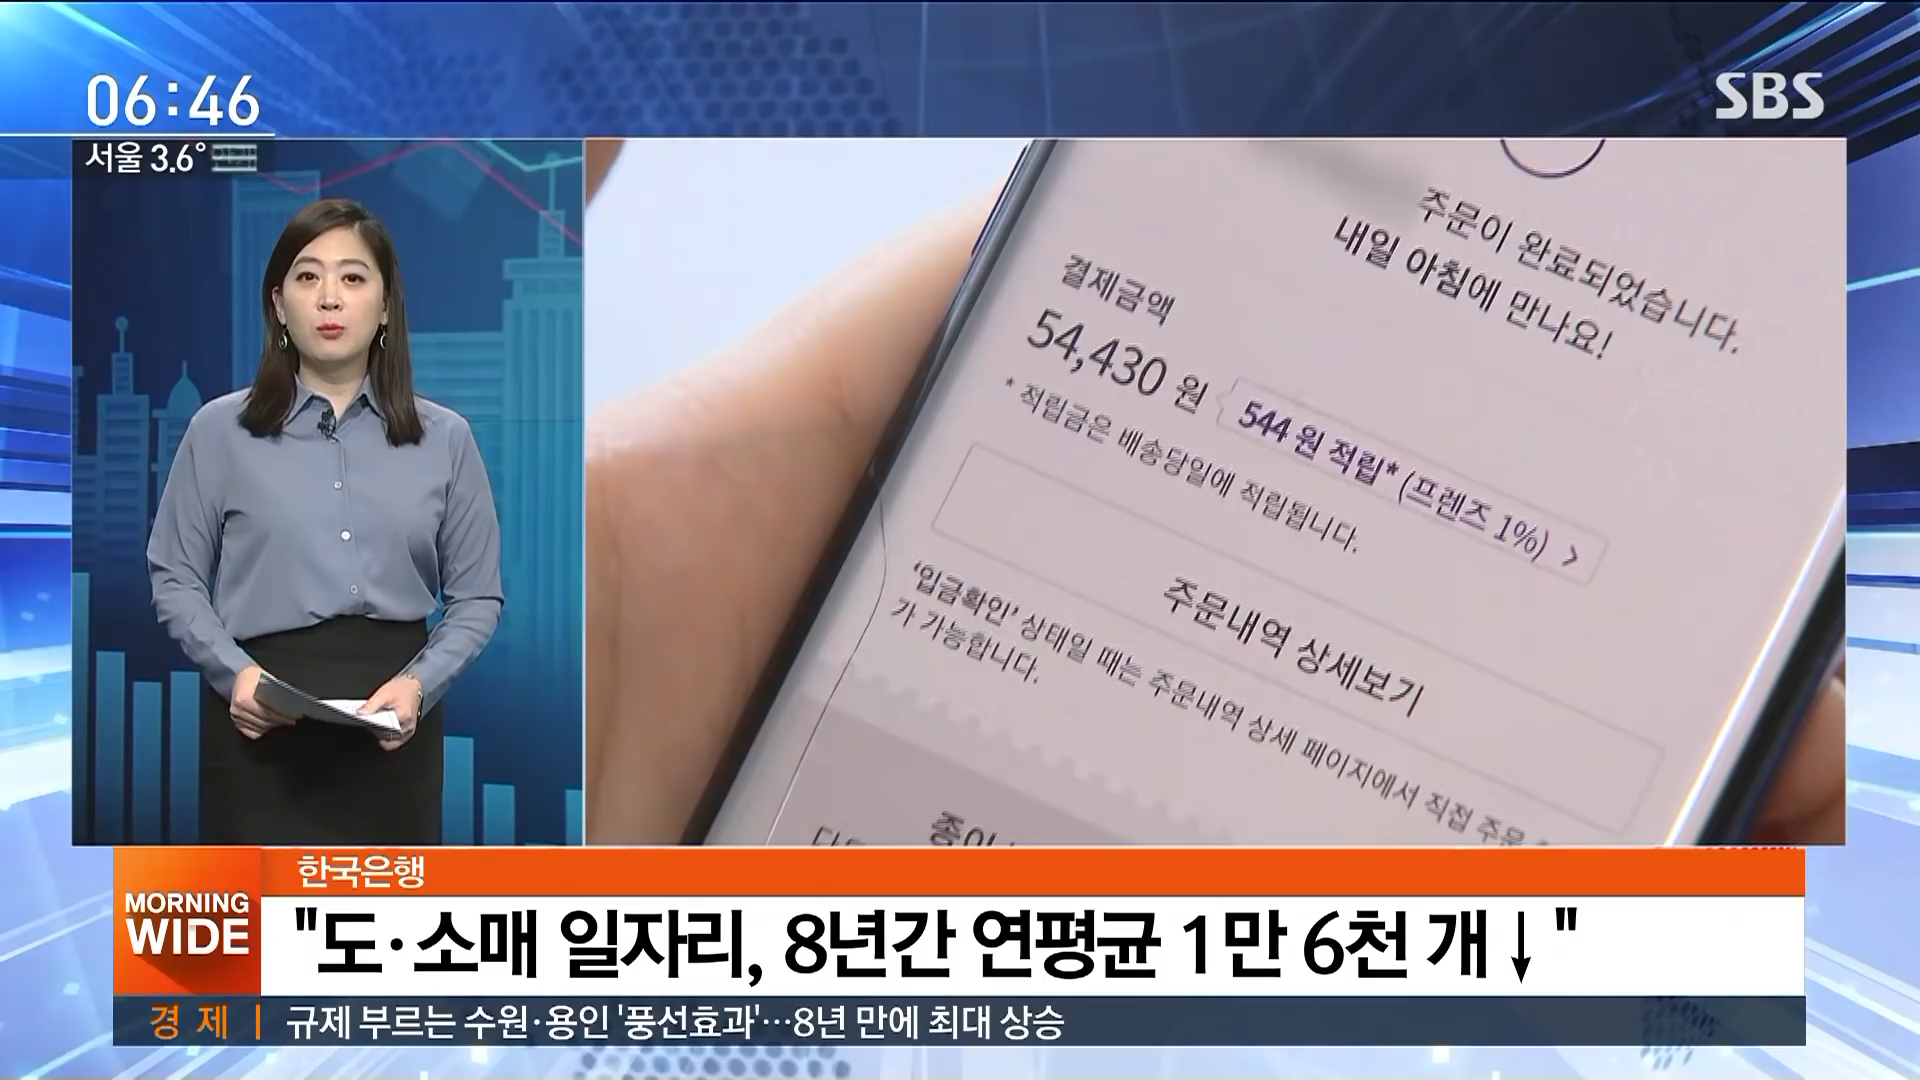 06:46
SBS
서울 3.6°
주문이 완료되었습니다.
내일 아침에 만나요!
결제금액
54,430 원
544 원 적립* (프렌즈 1%) >
* 적립금은 배송당일에 적립됩니다.
주문내역 상세보기
'입금확인' 상태일 때는 주문내역 상세 페이지에서 직접 주문
가 가능합니다.
한국은행
MORNING
WIDE
"도·소매 일자리, 8년간 연평균 1만 6천 개↓"
경제 | 규제 부르는 수원·용인 '풍선효과'…8년 만에 최대 상승